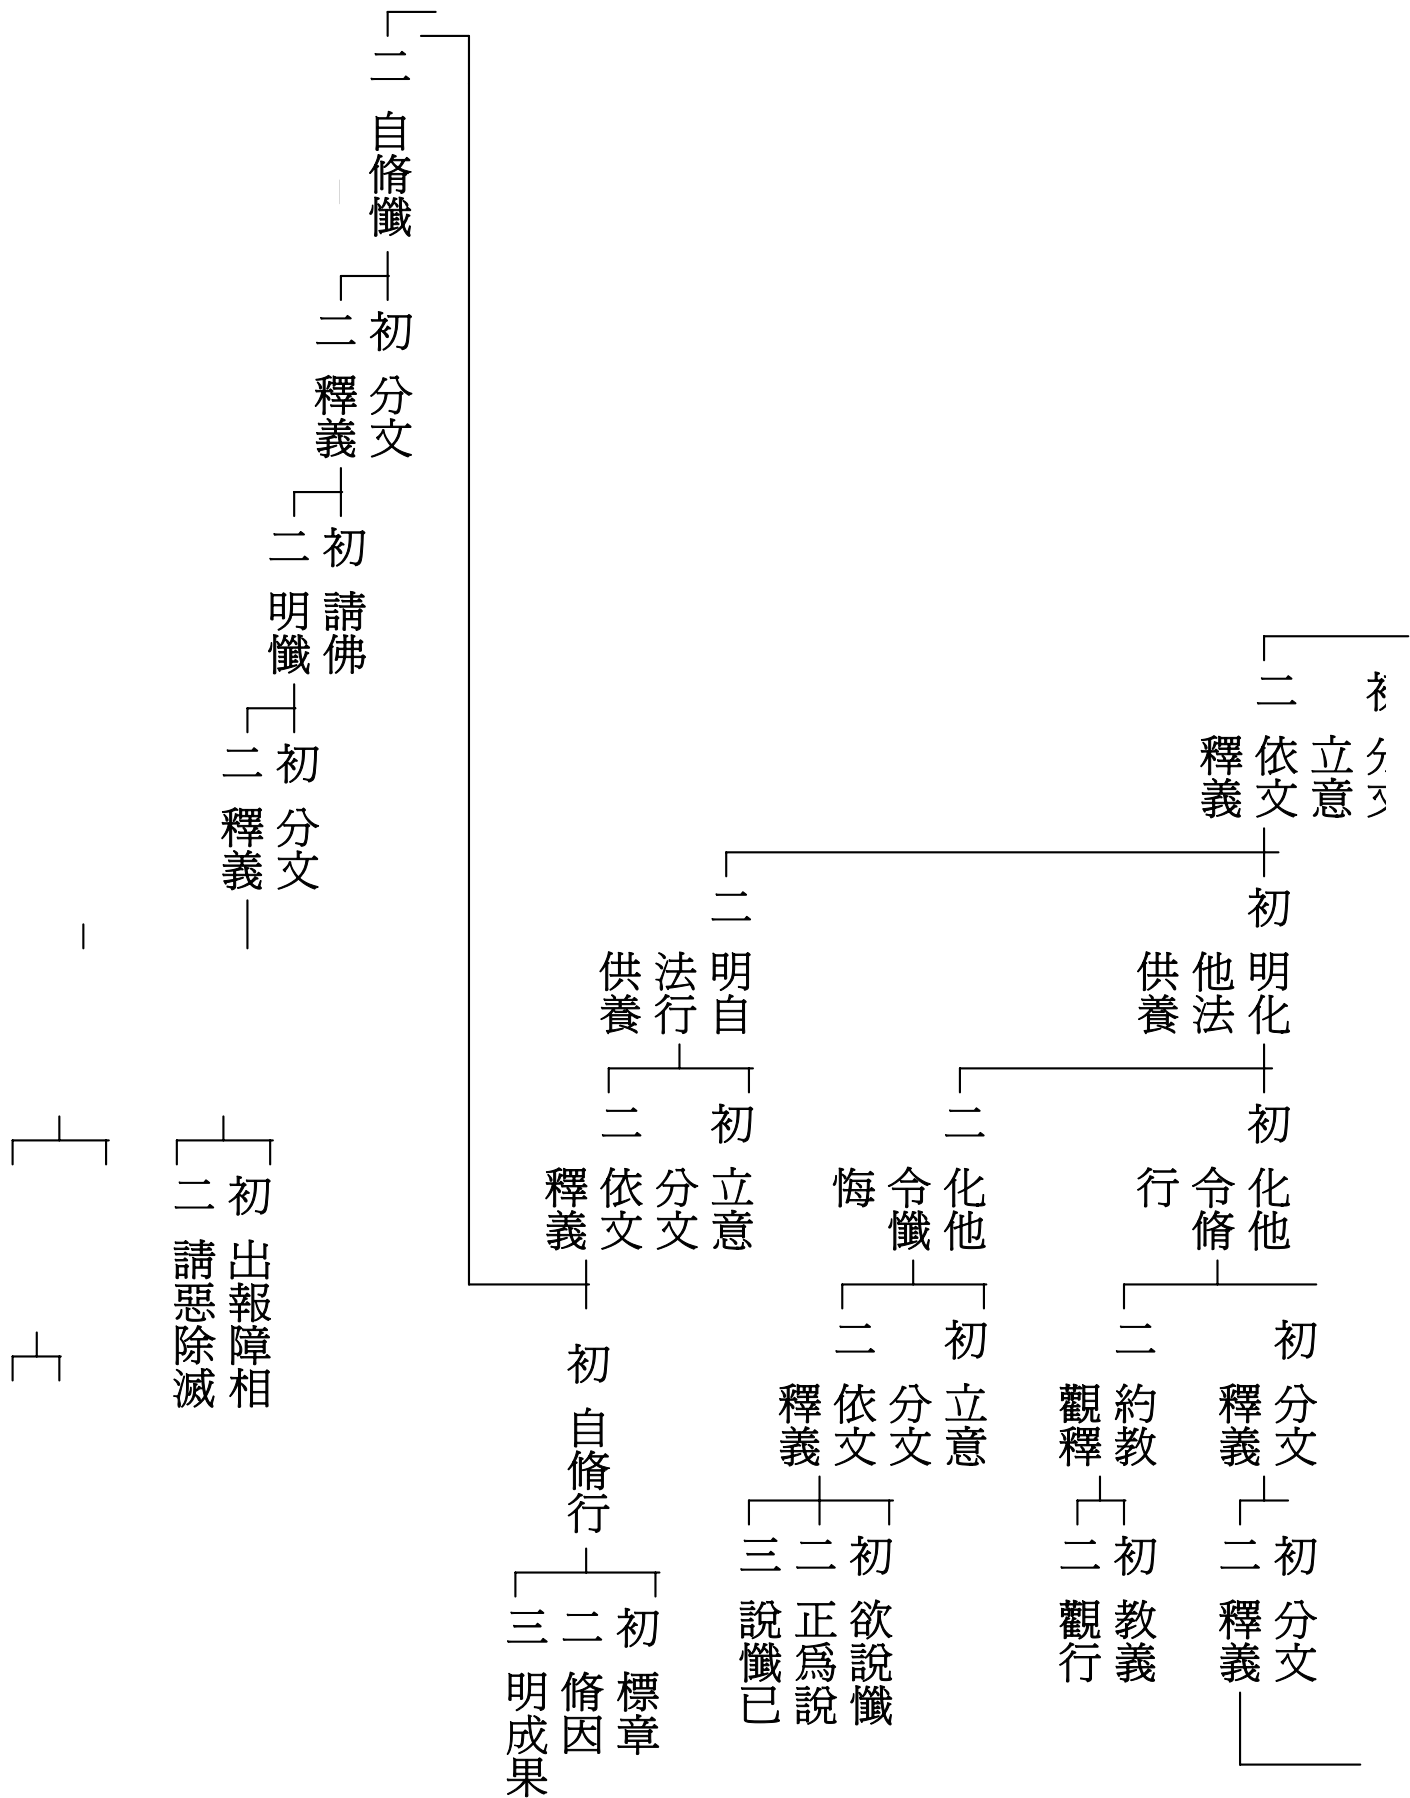 立意
二 依文
釋義
初 明化
他法
供養
初 化他
令脩
行
初 分文
釋義
初 分文
二 釋義
二 約教
觀釋
初 教義
二 觀行
二 化他
令懺
悔
初 立意
分文
二 依文
釋義
初 欲說懺
二 正爲說
三 說懺已
二 明自
法行
供養
初 立意
分文
二 依文
釋義
初 自脩行
初 標章
二 脩因
三 明成果
二 自脩懺
初 分文
二 釋義
初 請佛
二 明懺
初 分文
二 釋義
初 出報障相
二 請惡除滅